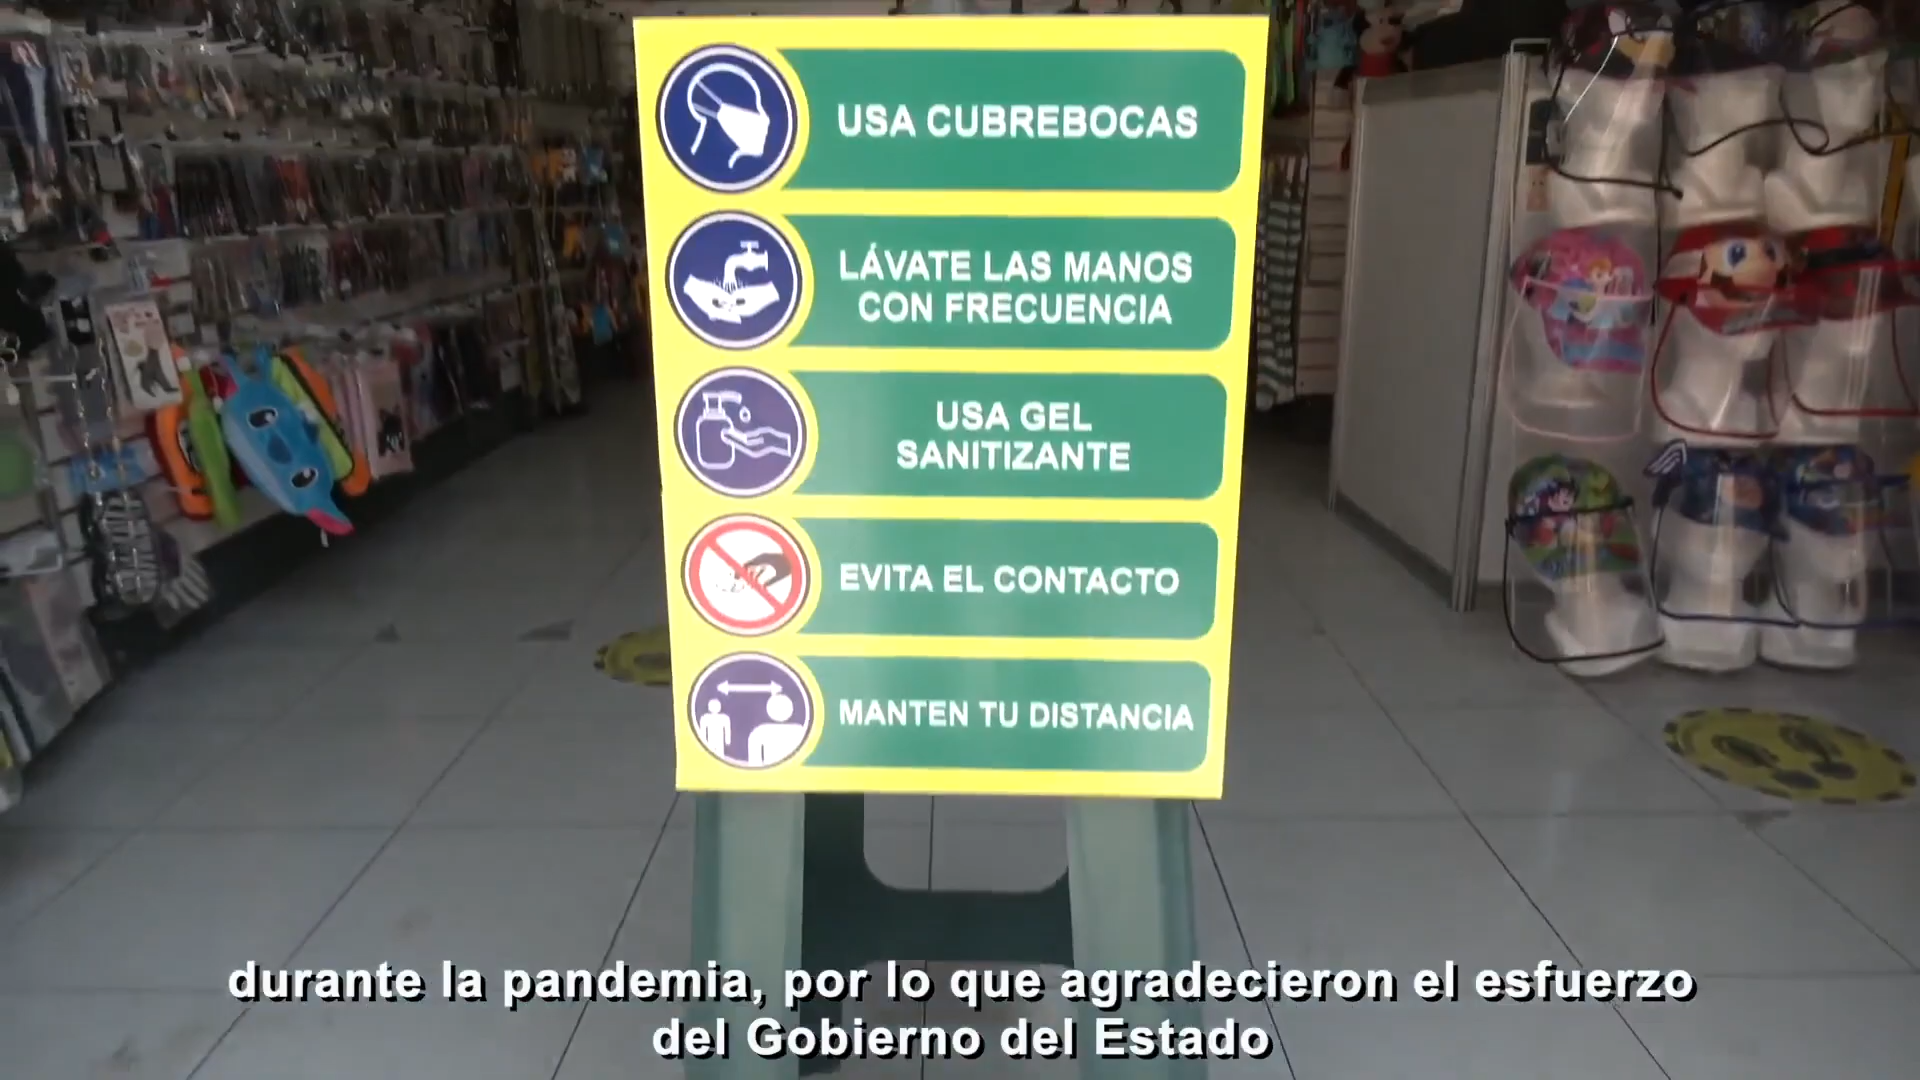 USA CUBREBOCAS
LÁVATE LAS MANOS
CON FRECUENCIA
USA GEL
SANITIZANTE
EVITA EL CONTACTO
MANTEN TU DISTANCIA
durante la pandemia, por lo que agradecieron el esfuerzo
del Gobierno del Estado